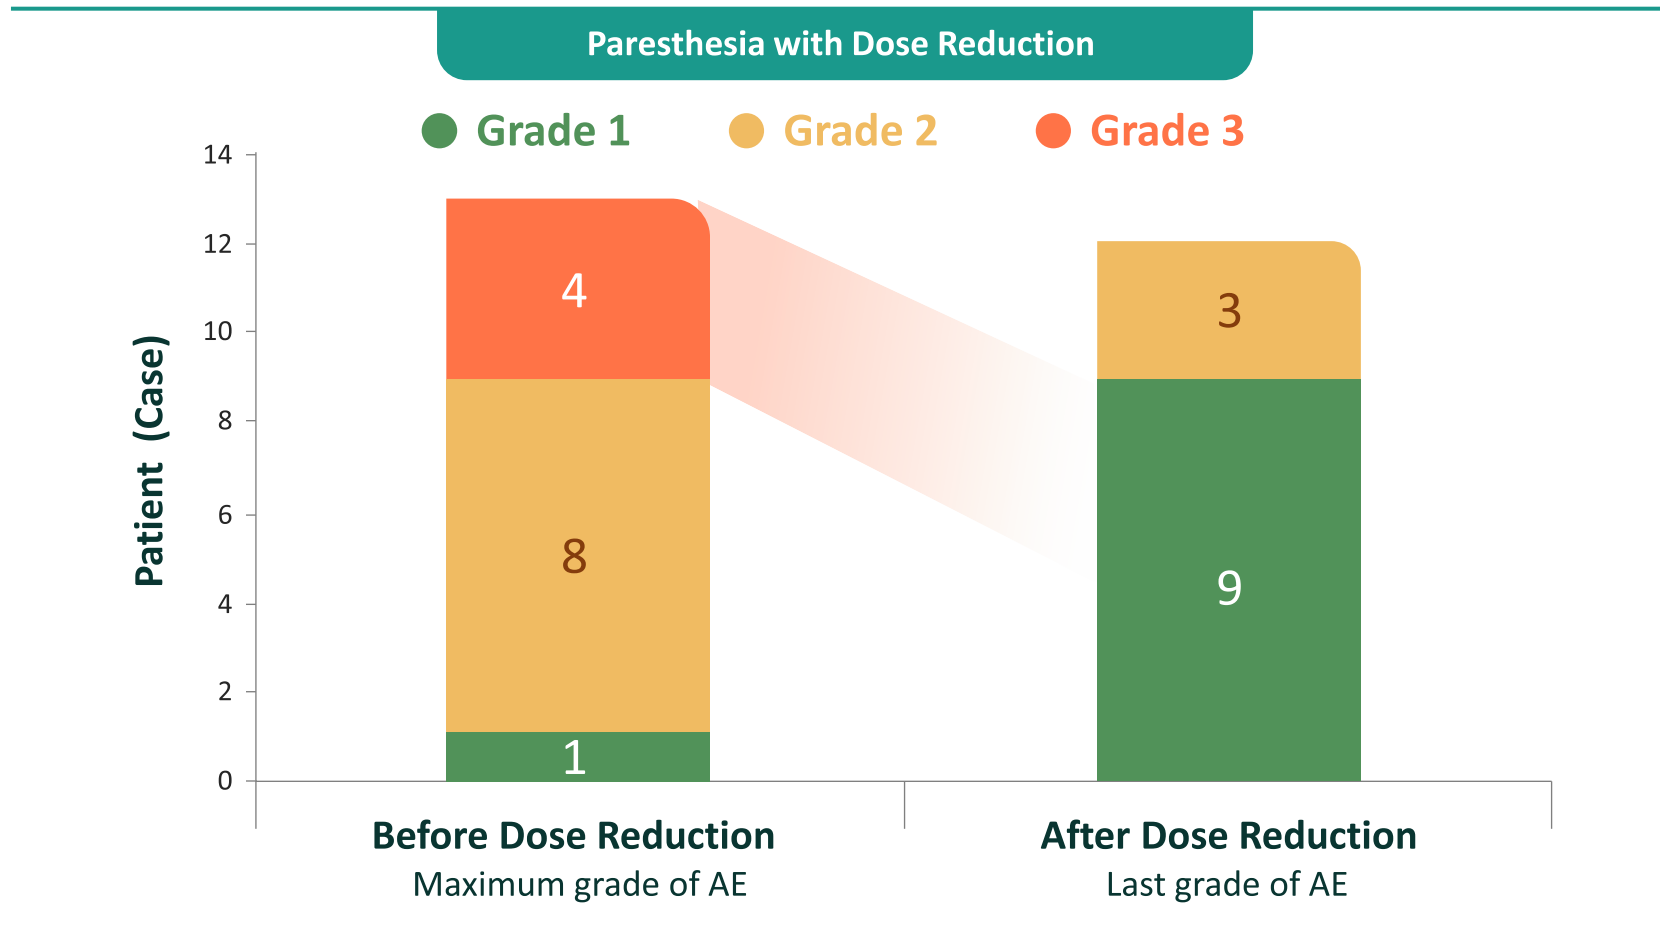 Paresthesia with Dose Reduction
Grade 1 Grade 2 Grade 3
Patient (Case)
14
12
10
8
6
4
2
0
4
8
1
3
9
Before Dose Reduction
Maximum grade of AE
After Dose Reduction
Last grade of AE